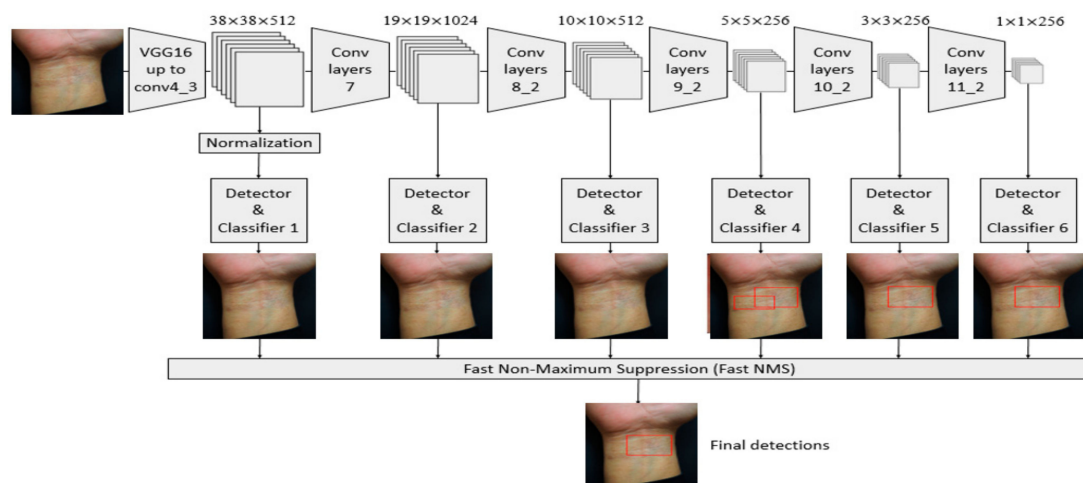 38×38×512
19×19×1024
10×10×512
5×5×256
3×3×256
1×1×256
VGG16
up to
conv4_3
Conv
layers
7
Conv
layers
8_2
Conv
layers
9_2
Conv
layers
10_2
Conv
layers
11_2
Normalization
Detector
&
Classifier 1
Detector
&
Classifier 2
Detector
&
Classifier 3
Detector
&
Classifier 4
Detector
&
Classifier 5
Detector
&
Classifier 6
Fast Non-Maximum Suppression (Fast NMS)
Final detections